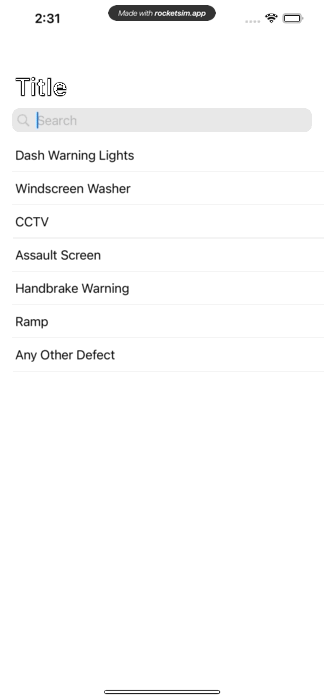 2:31
Made with rocketsim.app
Title
Search
Dash Warning Lights
Windscreen Washer
CCTV
Assault Screen
Handbrake Warning
Ramp
Any Other Defect